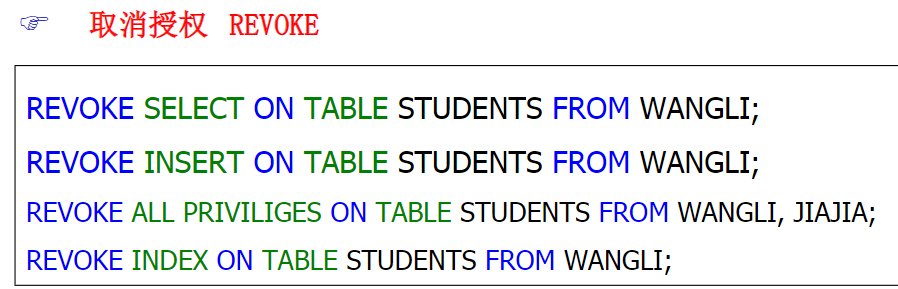 ☞ 取消授权 REVOKE
REVOKE SELECT ON TABLE STUDENTS FROM WANGLI;
REVOKE INSERT ON TABLE STUDENTS FROM WANGLI;
REVOKE ALL PRIVILIGES ON TABLE STUDENTS FROM WANGLI, JIAJIA;
REVOKE INDEX ON TABLE STUDENTS FROM WANGLI;